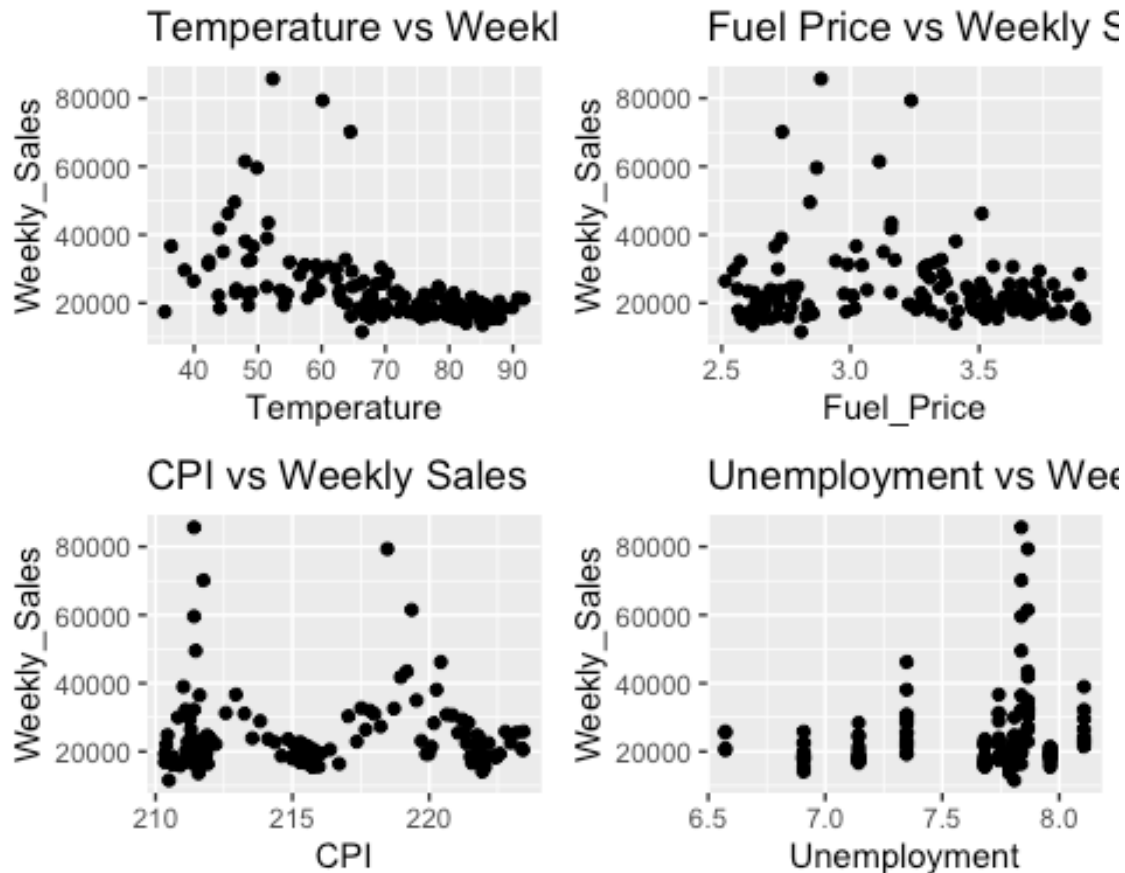 Temperature vs Weekl
Weekly_Sales
80000
60000
40000
20000
40 50 60 70 80 90
Temperature
Fuel Price vs Weekly S
Weekly_Sales
80000
60000
40000
20000
2.5 3.0 3.5
Fuel_Price
CPI vs Weekly Sales
Weekly_Sales
80000
60000
40000
20000
210 215 220
CPI
Unemployment vs Wee
Weekly_Sales
80000
60000
40000
20000
6.5 7.0 7.5 8.0
Unemployment